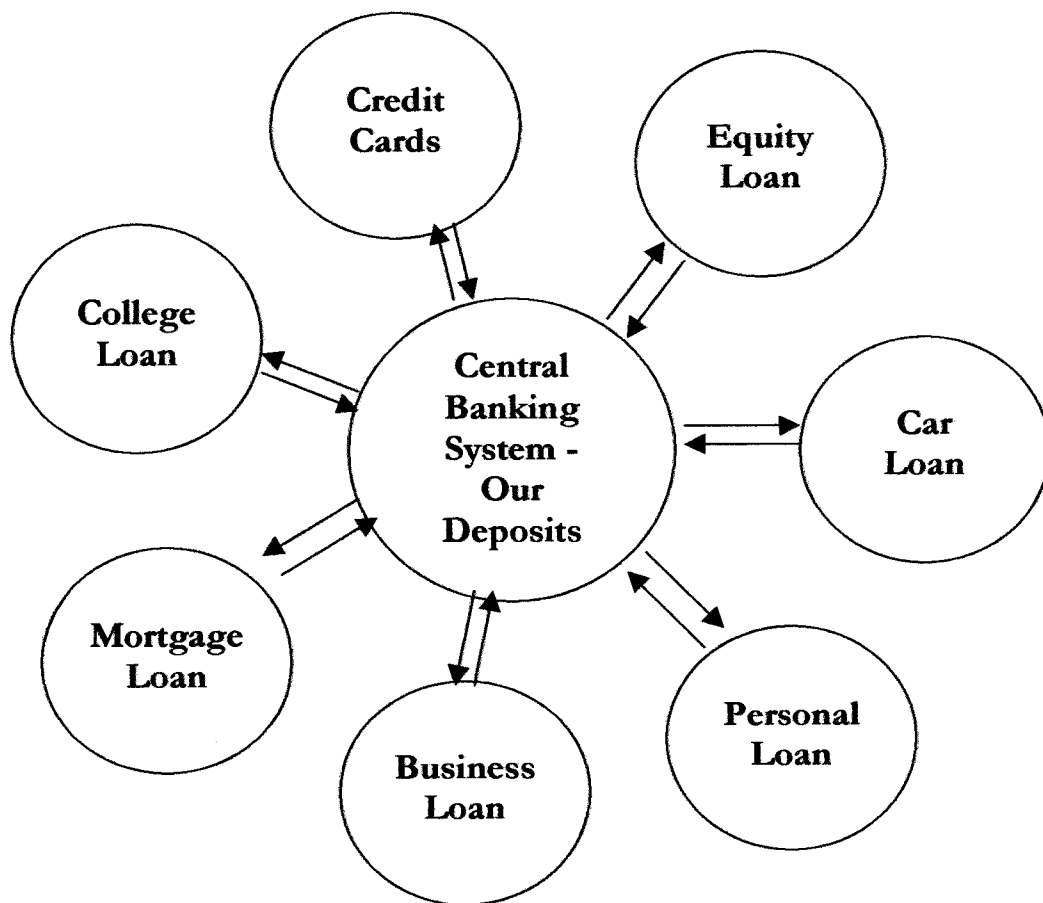 Credit
Cards
Equity
Loan
College
Loan
Central
Banking
System -
Our
Deposits
Car
Loan
Mortgage
Loan
Business
Loan
Personal
Loan